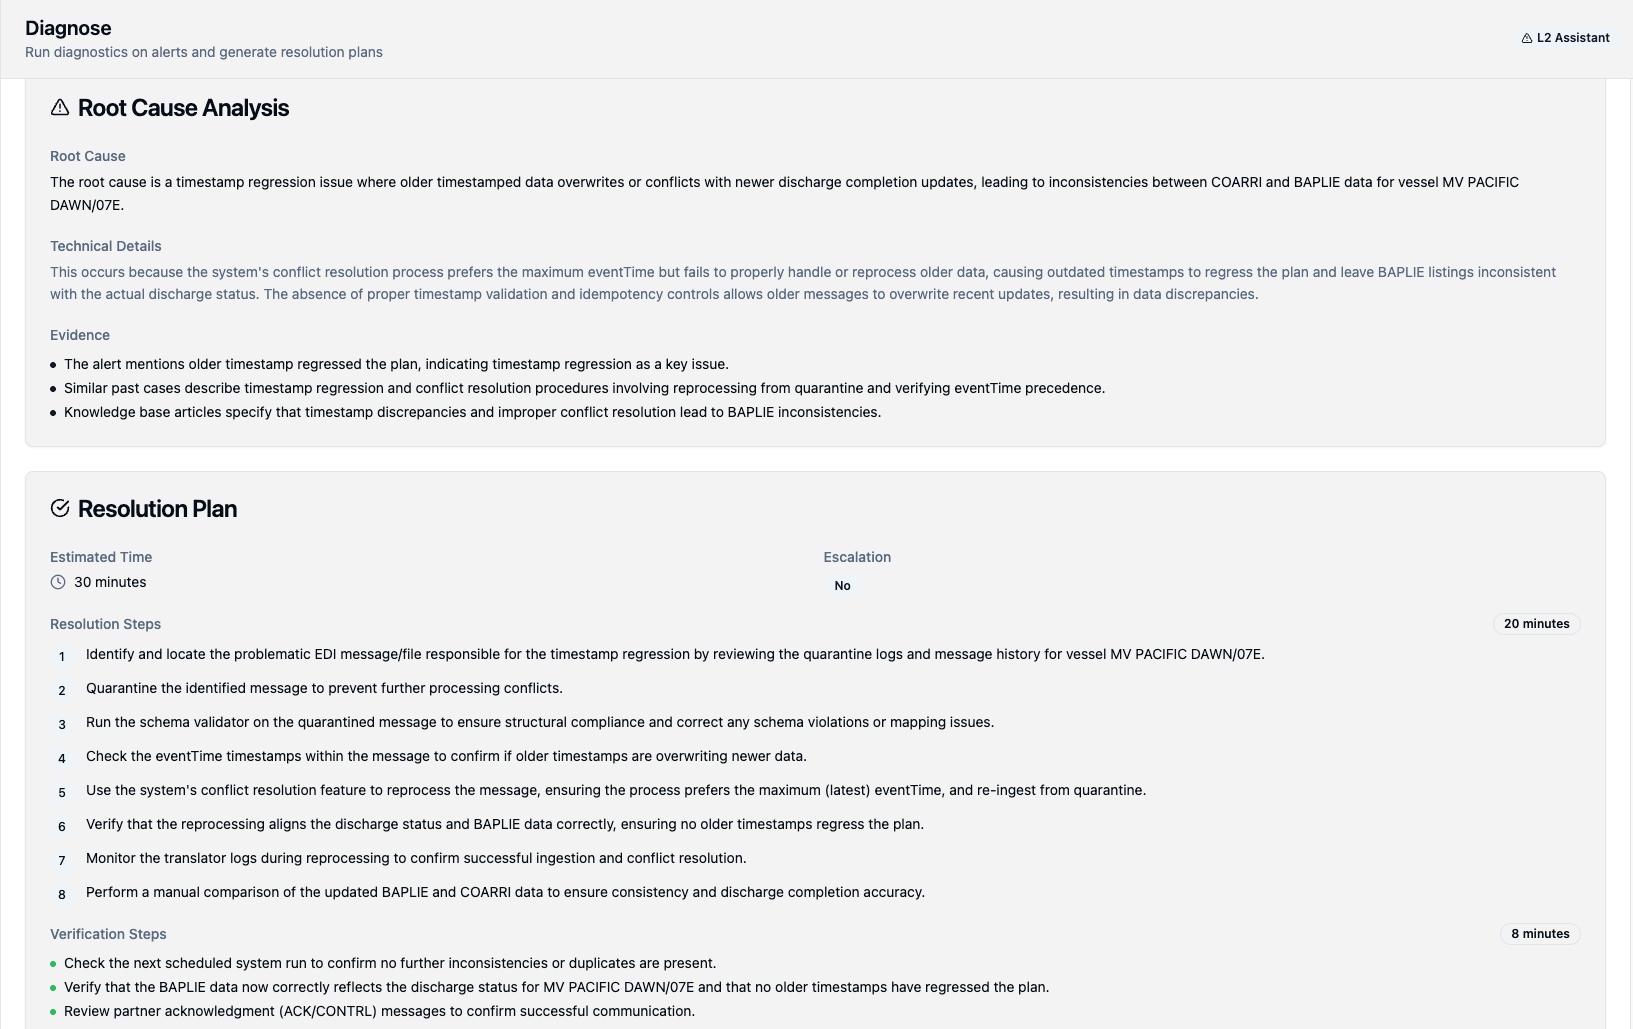 Diagnose
Run diagnostics on alerts and generate resolution plans
L2 Assistant
Root Cause Analysis
Root Cause
The root cause is a timestamp regression issue where older timestamped data overwrites or conflicts with newer discharge completion updates, leading to inconsistencies between COARRI and BAPLIE data for vessel MV PACIFIC
DAWN/07E.
Technical Details
This occurs because the system's conflict resolution process prefers the maximum eventTime but fails to properly handle or reprocess older data, causing outdated timestamps to regress the plan and leave BAPLIE listings inconsistent
with the actual discharge status. The absence of proper timestamp validation and idempotency controls allows older messages to overwrite recent updates, resulting in data discrepancies.
Evidence
• The alert mentions older timestamp regressed the plan, indicating timestamp regression as a key issue.
• Similar past cases describe timestamp regression and conflict resolution procedures involving reprocessing from quarantine and verifying eventTime precedence.
• Knowledge base articles specify that timestamp discrepancies and improper conflict resolution lead to BAPLIE inconsistencies.
Resolution Plan
Estimated Time
30 minutes
Escalation
No
Resolution Steps
20 minutes
1 Identify and locate the problematic EDI message/file responsible for the timestamp regression by reviewing the quarantine logs and message history for vessel MV PACIFIC DAWN/07E.
2 Quarantine the identified message to prevent further processing conflicts.
3 Run the schema validator on the quarantined message to ensure structural compliance and correct any schema violations or mapping issues.
4 Check the eventTime timestamps within the message to confirm if older timestamps are overwriting newer data.
5 Use the system's conflict resolution feature to reprocess the message, ensuring the process prefers the maximum (latest) eventTime, and re-ingest from quarantine.
6 Verify that the reprocessing aligns the discharge status and BAPLIE data correctly, ensuring no older timestamps regress the plan.
7 Monitor the translator logs during reprocessing to confirm successful ingestion and conflict resolution.
8 Perform a manual comparison of the updated BAPLIE and COARRI data to ensure consistency and discharge completion accuracy.
Verification Steps
8 minutes
• Check the next scheduled system run to confirm no further inconsistencies or duplicates are present.
• Verify that the BAPLIE data now correctly reflects the discharge status for MV PACIFIC DAWN/07E and that no older timestamps have regressed the plan.
• Review partner acknowledgment (ACK/CONTRL) messages to confirm successful communication.